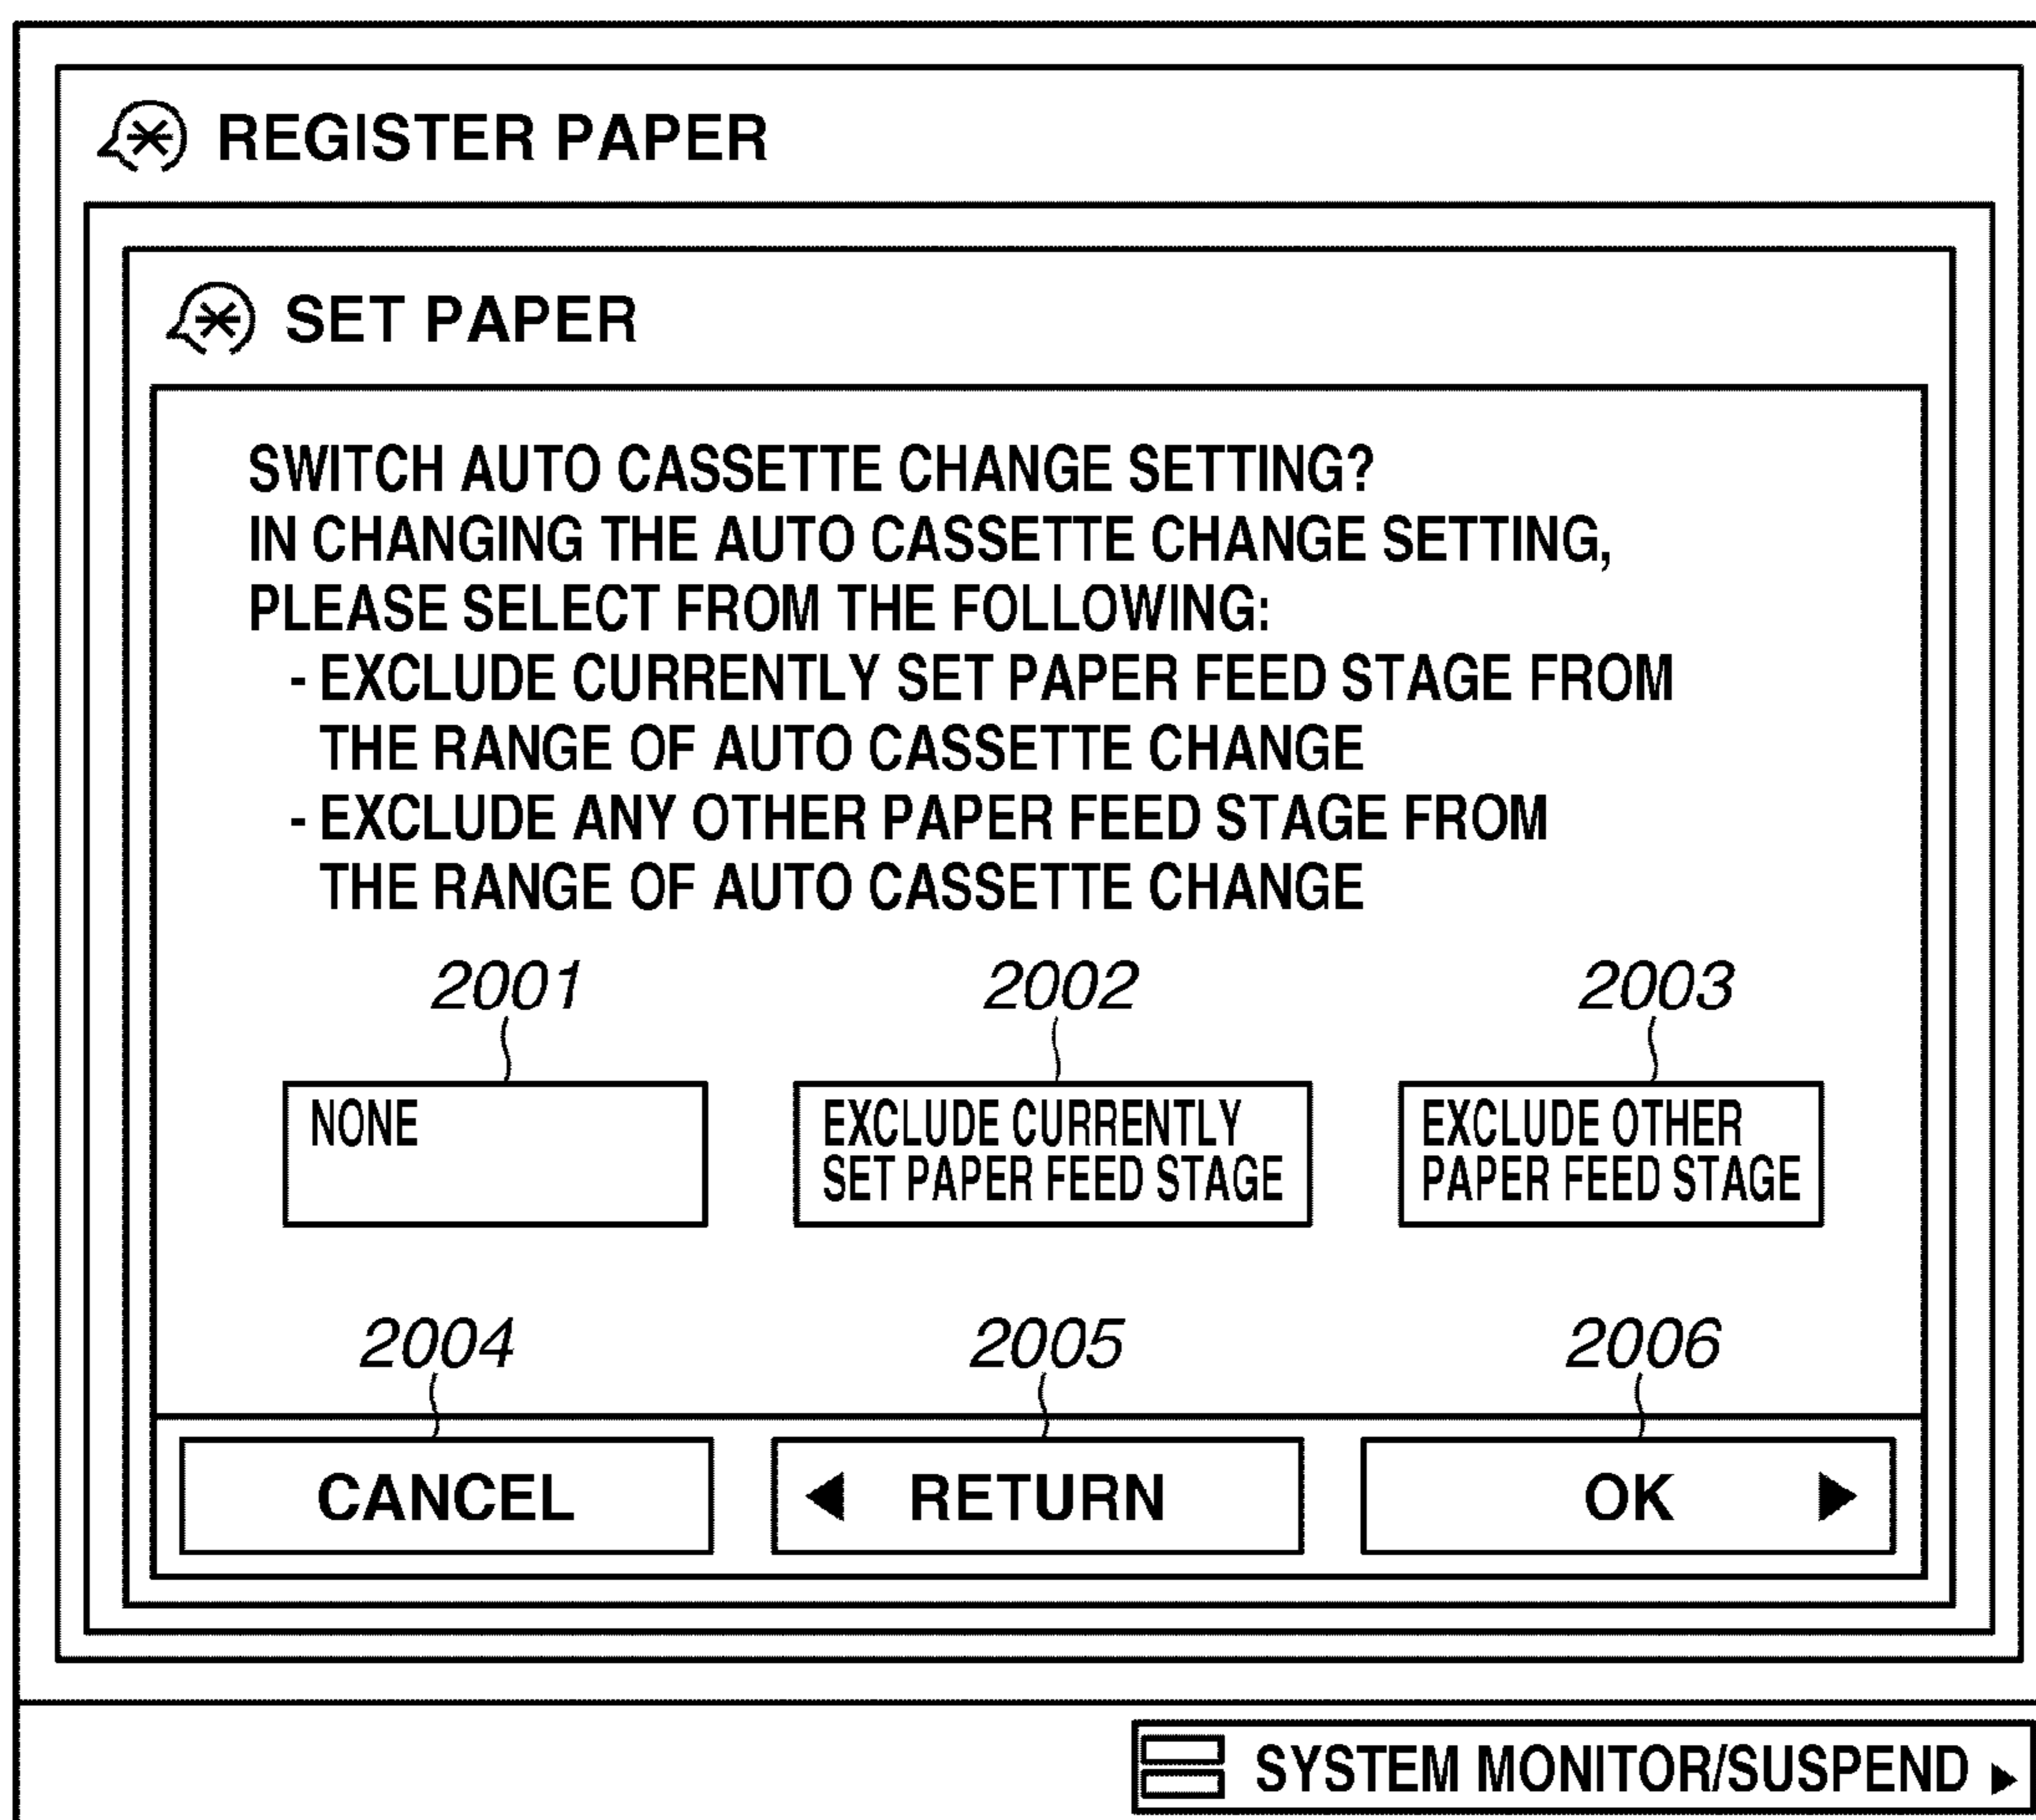 REGISTER PAPER
SET PAPER
SWITCH AUTO CASSETTE CHANGE SETTING?
IN CHANGING THE AUTO CASSETTE CHANGE SETTING,
PLEASE SELECT FROM THE FOLLOWING:
- EXCLUDE CURRENTLY SET PAPER FEED STAGE FROM
THE RANGE OF AUTO CASSETTE CHANGE
- EXCLUDE ANY OTHER PAPER FEED STAGE FROM
THE RANGE OF AUTO CASSETTE CHANGE
2001 2002 2003
NONE
EXCLUDE CURRENTLY
SET PAPER FEED STAGE
EXCLUDE OTHER
PAPER FEED STAGE
2004 2005 2006
CANCEL ◀ RETURN OK ▶
SYSTEM MONITOR/SUSPEND ▶